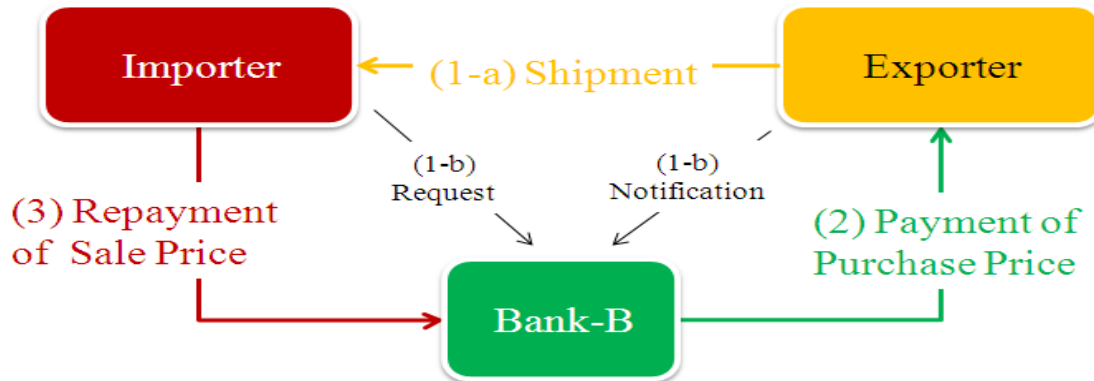 Importer
(1-a) Shipment
Exporter
(1-b)
Request
(1-b)
Notification
(3) Repayment
of Sale Price
(2) Payment of
Purchase Price
Bank-B